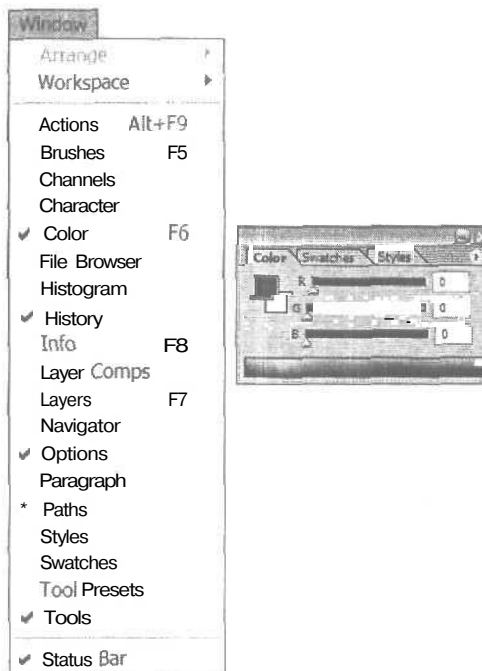 Window
Arrange
Workspace
Actions Alt+F9
Brushes F5
Channels
Character
Color F6
File Browser
Histogram
History
Info F8
Layer Comps
Layers F7
Navigator
Options
Paragraph
* Paths
Styles
Swatches
Tool Presets
Tools
Status Bar
Color Swatches Styles
R 0
G 0
B 0